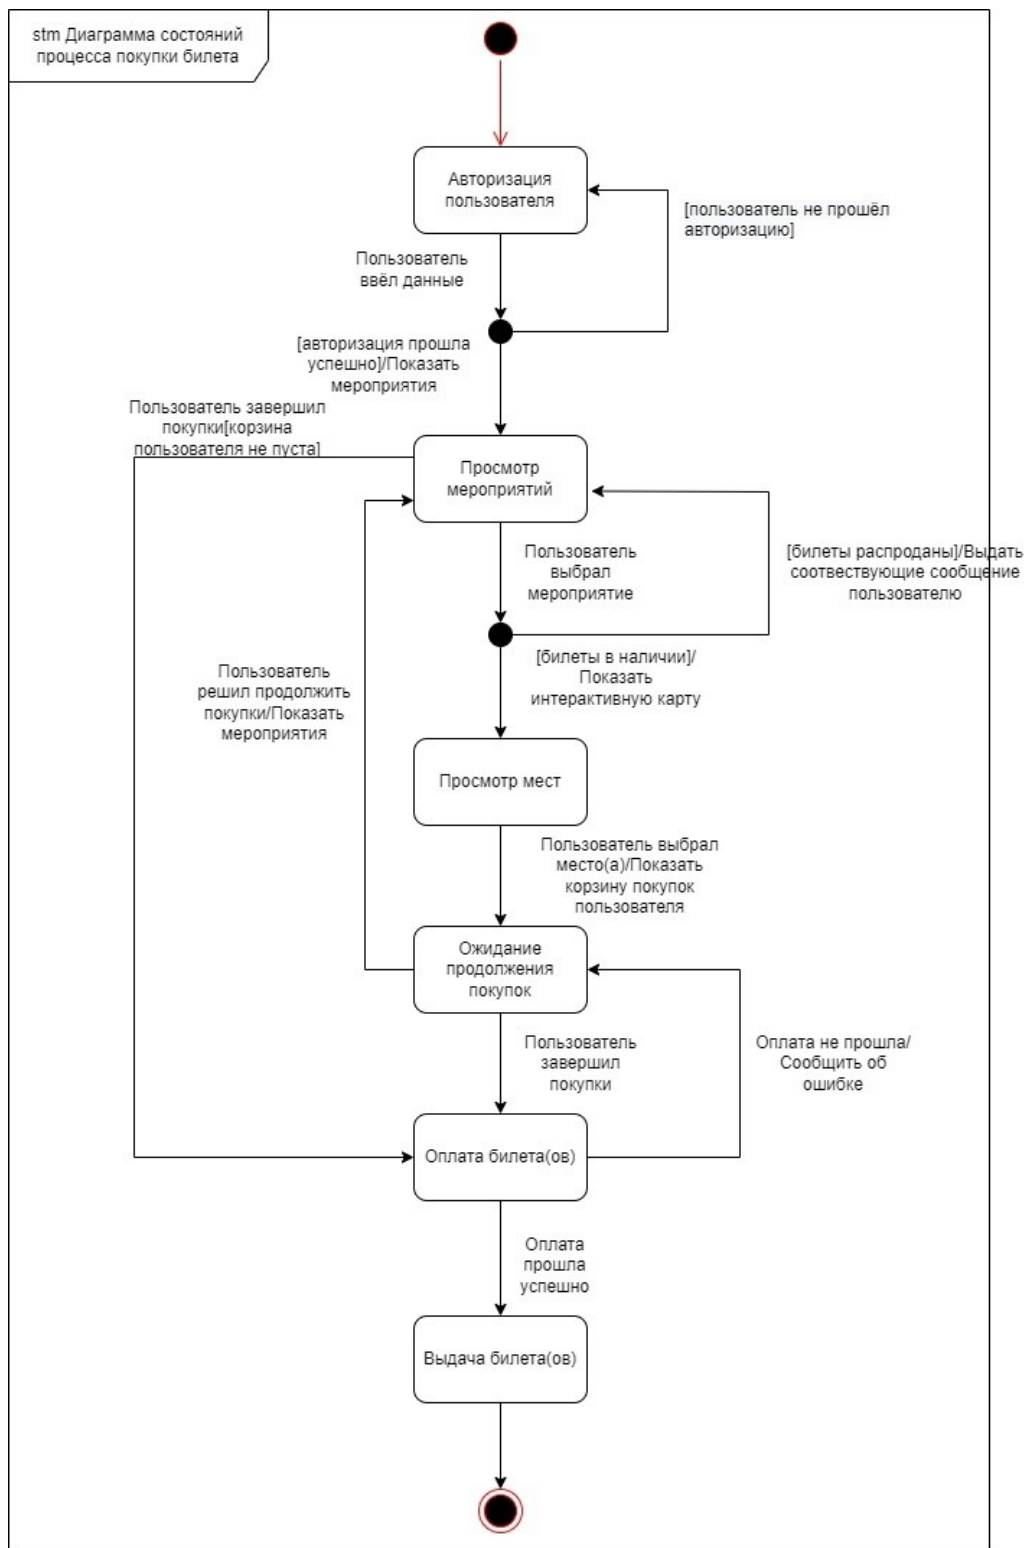 stm Диаграмма состояний
процесса покупки билета
Авторизация
пользователя
[пользователь не прошёл
авторизацию]
Пользователь
ввёл данные
[авторизация прошла
успешно]/Показать
мероприятия
Пользователь завершил
покупки[корзина
пользователя не пуста]
Просмотр
мероприятий
Пользователь
выбрал
мероприятие
[билеты распроданы]/Выдать
соотвествующие сообщение
пользователю
[билеты в наличии]/
Показать
интерактивную карту
Пользователь
решил продолжить
покупки/Показать
мероприятия
Просмотр мест
Пользователь выбрал
место(а)/Показать
корзину покупок
пользователя
Ожидание
продолжения
покупок
Пользователь
завершил
покупки
Оплата не прошла/
Сообщить об
ошибке
Оплата билета(ов)
Оплата
прошла
успешно
Выдача билета(ов)